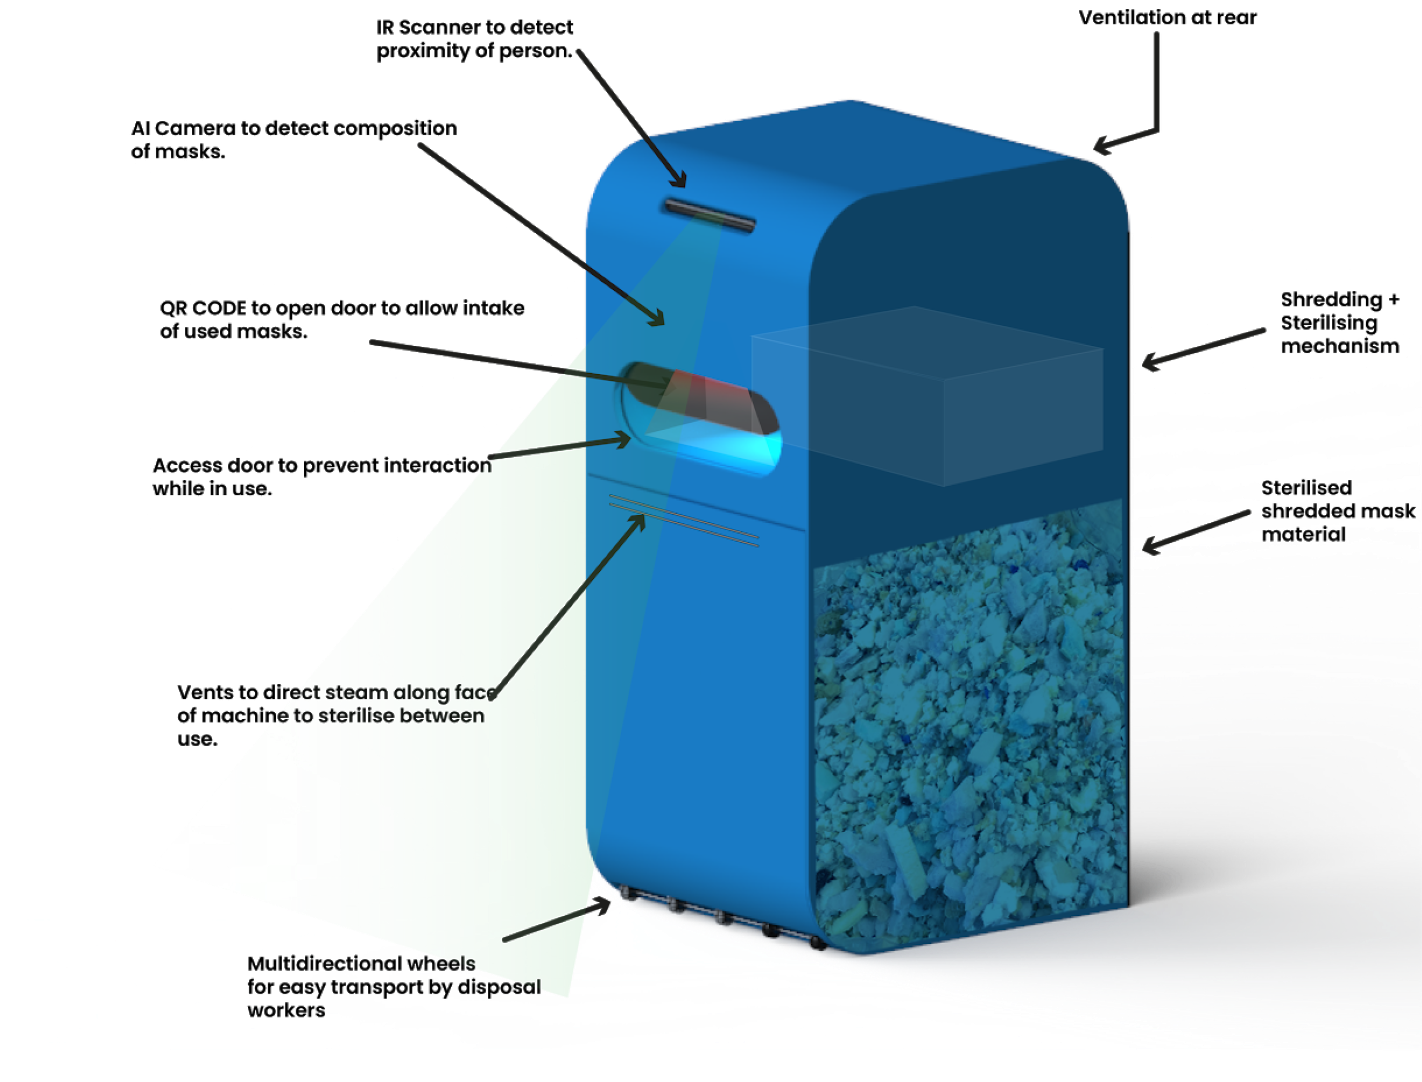 IR Scanner to detect
proximity of person.
Ventilation at rear
AI Camera to detect composition
of masks.
QR CODE to open door to allow intake
of used masks.
Shredding +
Sterilising
mechanism
Access door to prevent interaction
while in use.
Sterilised
shredded mask
material
Vents to direct steam along face
of machine to sterilise between
use.
Multidirectional wheels
for easy transport by disposal
workers